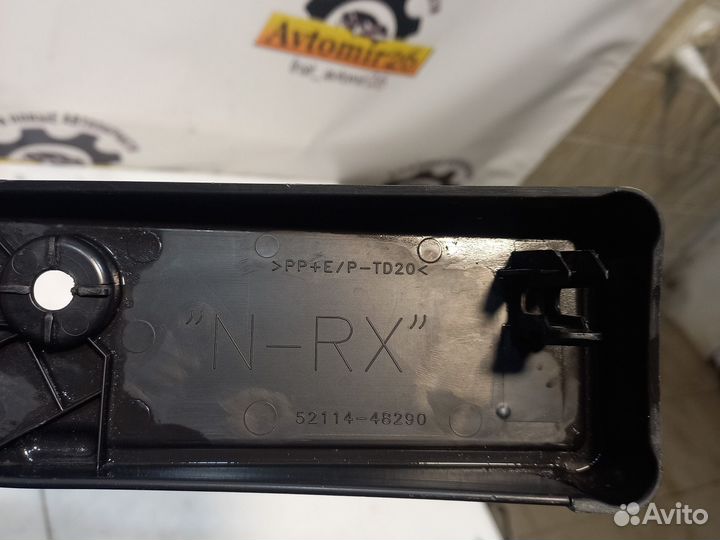 Avtomir26
>PP+E/P-TD20<
"N-RX"
52114-48290
Avito